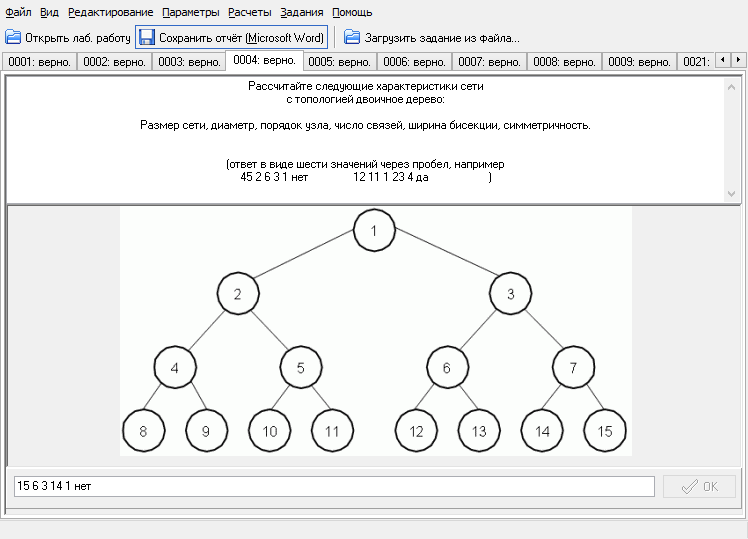 Файл Вид Редактирование Параметры Расчеты Задания Помощь
Открыть лаб. работу Сохранить отчёт (Microsoft Word) Загрузить задание из файла...
0001: верно. 0002: верно. 0003: верно. 0004: верно. 0005: верно. 0006: верно. 0007: верно. 0008: верно. 0009: верно. 0021:
Рассчитайте следующие характеристики сети
с топологией двоичное дерево:
Размер сети, диаметр, порядок узла, число связей, ширина бисекции, симметричность.
(ответ в виде шести значений через пробел, например
45 2 6 3 1 нет 12 11 1 23 4 да )
1
2 3
4 5 6 7
8 9 10 11 12 13 14 15
15 6 3 14 1 нет OK